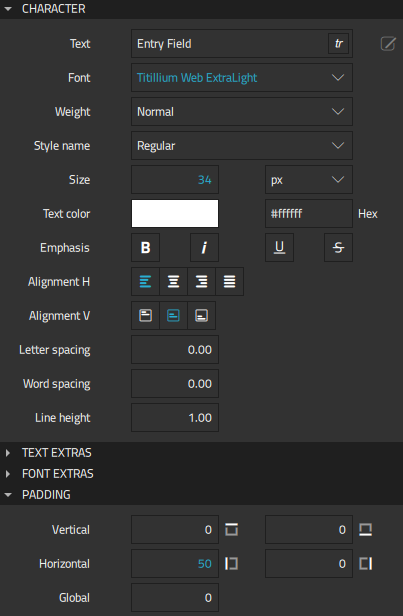 CHARACTER
Text Entry Field tr
Font Titillium Web ExtraLight
Weight Normal
Style name Regular
Size 34 px
Text color #ffffff Hex
Emphasis B i U S
Alignment H
Alignment V
Letter spacing 0.00
Word spacing 0.00
Line height 1.00
TEXT EXTRAS
FONT EXTRAS
PADDING
Vertical 0 0
Horizontal 50 0
Global 0